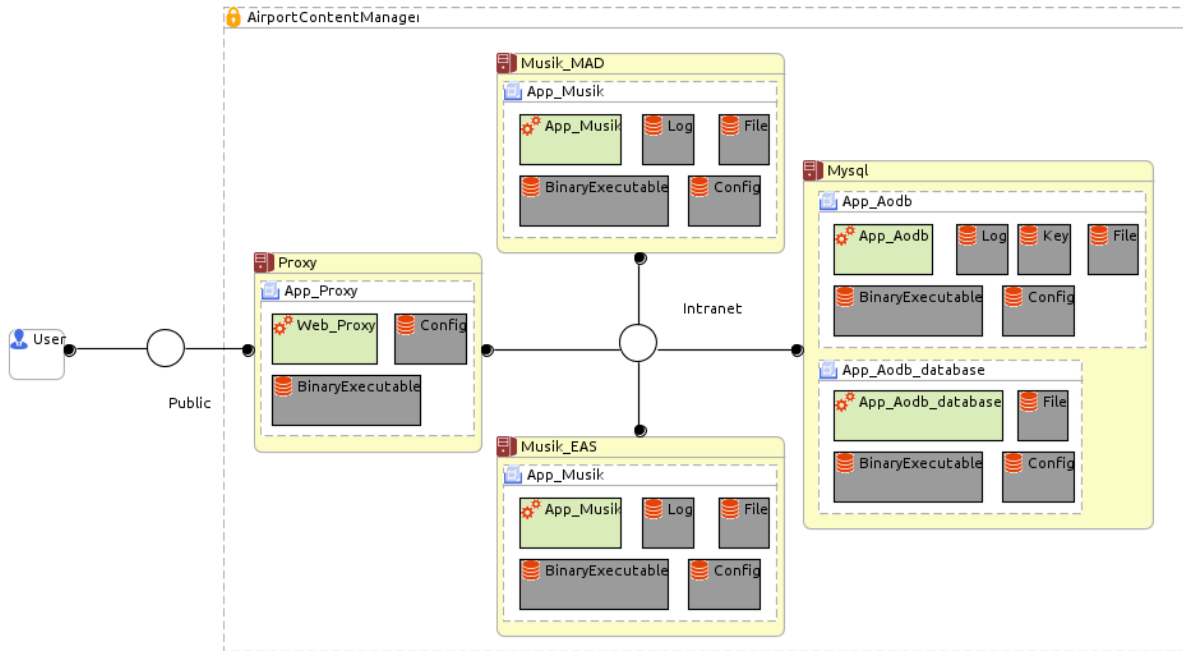 AirportContentManager
Musik_MAD
App_Musik
App_Musik Log File
BinaryExecutable Config
Mysql
App_Aodb
App_Aodb Log Key File
BinaryExecutable Config
App_Aodb_database
App_Aodb_database File
BinaryExecutable Config
Proxy
App_Proxy
Web_Proxy Config
BinaryExecutable
Intranet
User
Public
Musik_EAS
App_Musik
App_Musik Log File
BinaryExecutable Config